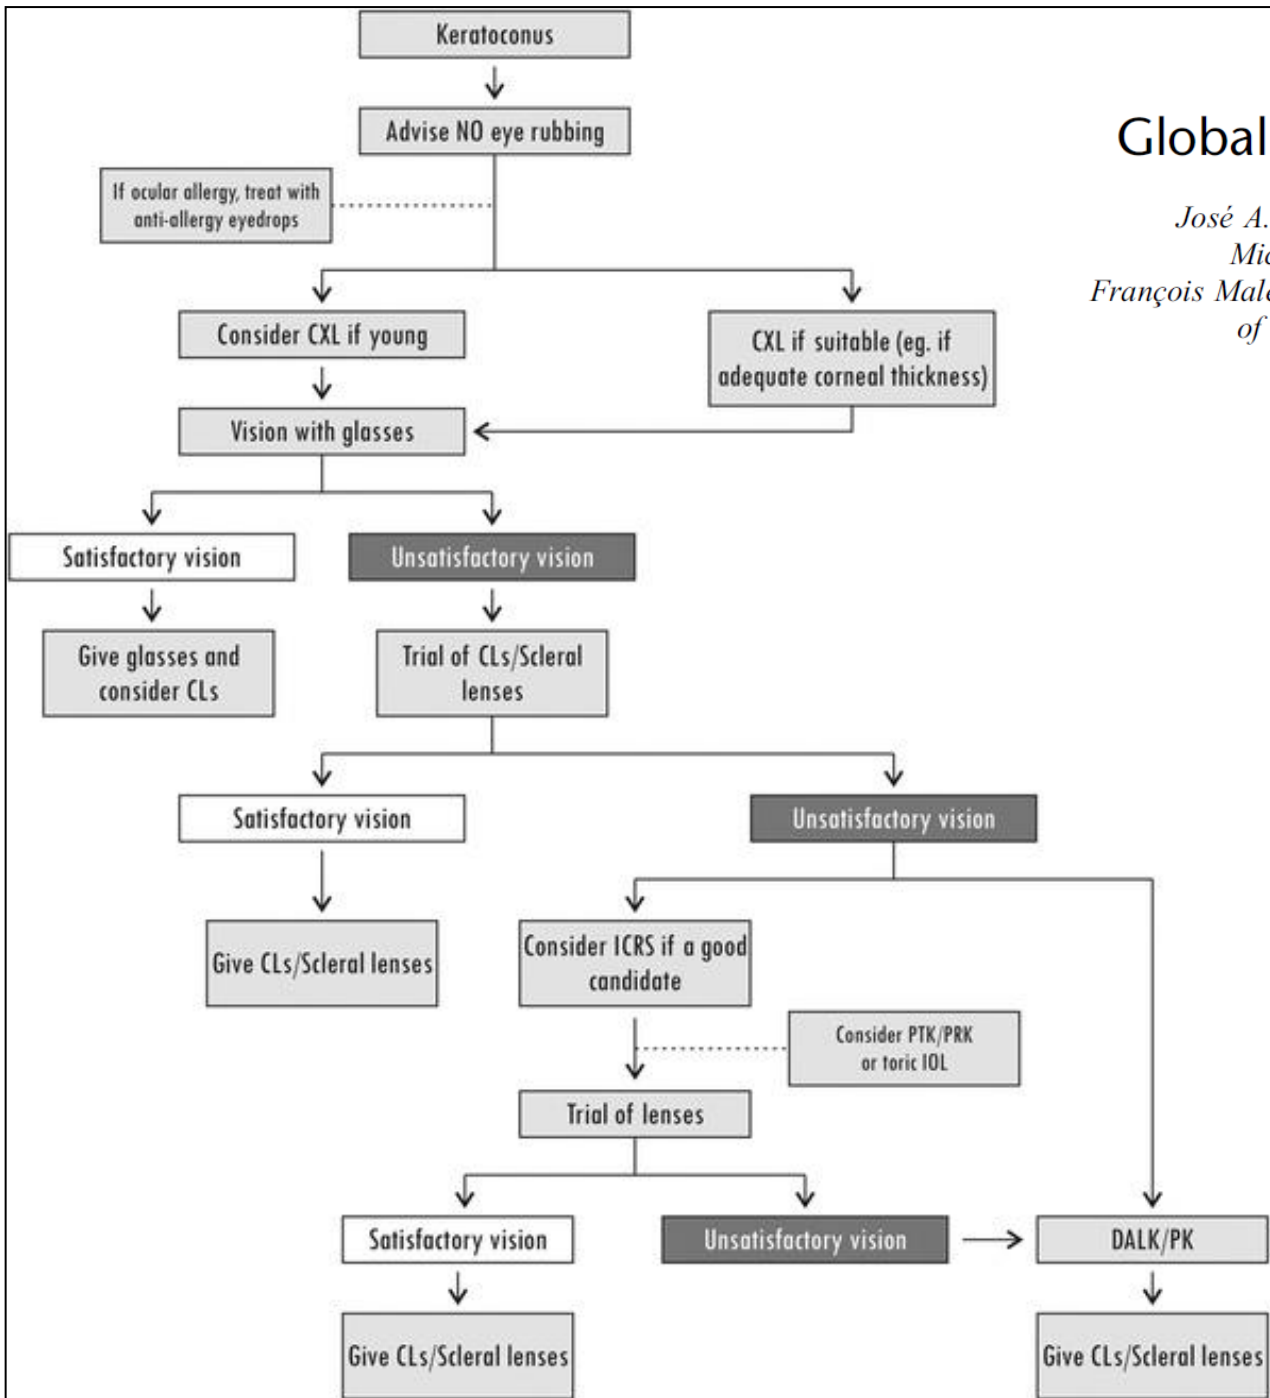 Keratoconus
Advise NO eye rubbing
If ocular allergy, treat with
anti-allergy eyedrops
Global
José A.
Mic
François Male
of
Consider CXL if young
CXL if suitable (eg. if
adequate corneal thickness)
Vision with glasses
Satisfactory vision
Unsatisfactory vision
Give glasses and
consider CLs
Trial of CLs/Scleral
lenses
Satisfactory vision
Unsatisfactory vision
Give CLs/Scleral lenses
Consider ICRS if a good
candidate
Consider PTK/PRK
or toric IOL
Trial of lenses
Satisfactory vision
Unsatisfactory vision
DALK/PK
Give CLs/Scleral lenses
Give CLs/Scleral lenses